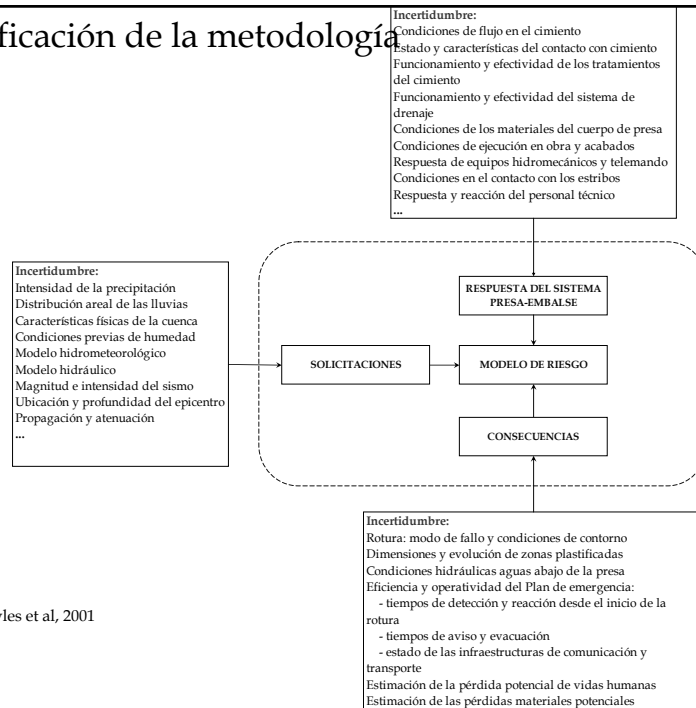 ficación de la metodología
Incertidumbre:
Condiciones de flujo en el cimiento
Estado y características del contacto con cimiento
Funcionamiento y efectividad de los tratamientos
del cimiento
Funcionamiento y efectividad del sistema de
drenaje
Condiciones de los materiales del cuerpo de presa
Condiciones de ejecución en obra y acabados
Respuesta de equipos hidromecánicos y telemando
Condiciones en el contacto con los estribos
Respuesta y reacción del personal técnico
...
Incertidumbre:
Intensidad de la precipitación
Distribución areal de las lluvias
Características físicas de la cuenca
Condiciones previas de humedad
Modelo hidrometeorológico
Modelo hidráulico
Magnitud e intensidad del sismo
Ubicación y profundidad del epicentro
Propagación y atenuación
...
RESPUESTA DEL SISTEMA
PRESA-EMBALSE
SOLICITACIONES
MODELO DE RIESGO
CONSECUENCIAS
Incertidumbre:
Rotura: modo de fallo y condiciones de contorno
Dimensiones y evolución de zonas plastificadas
Condiciones hidráulicas aguas abajo de la presa
Eficiencia y operatividad del Plan de emergencia:
- tiempos de detección y reacción desde el inicio de la
rotura
- tiempos de aviso y evacuación
- estado de las infraestructuras de comunicación y
transporte
Estimación de la pérdida potencial de vidas humanas
Estimación de las pérdidas materiales potenciales
les et al, 2001